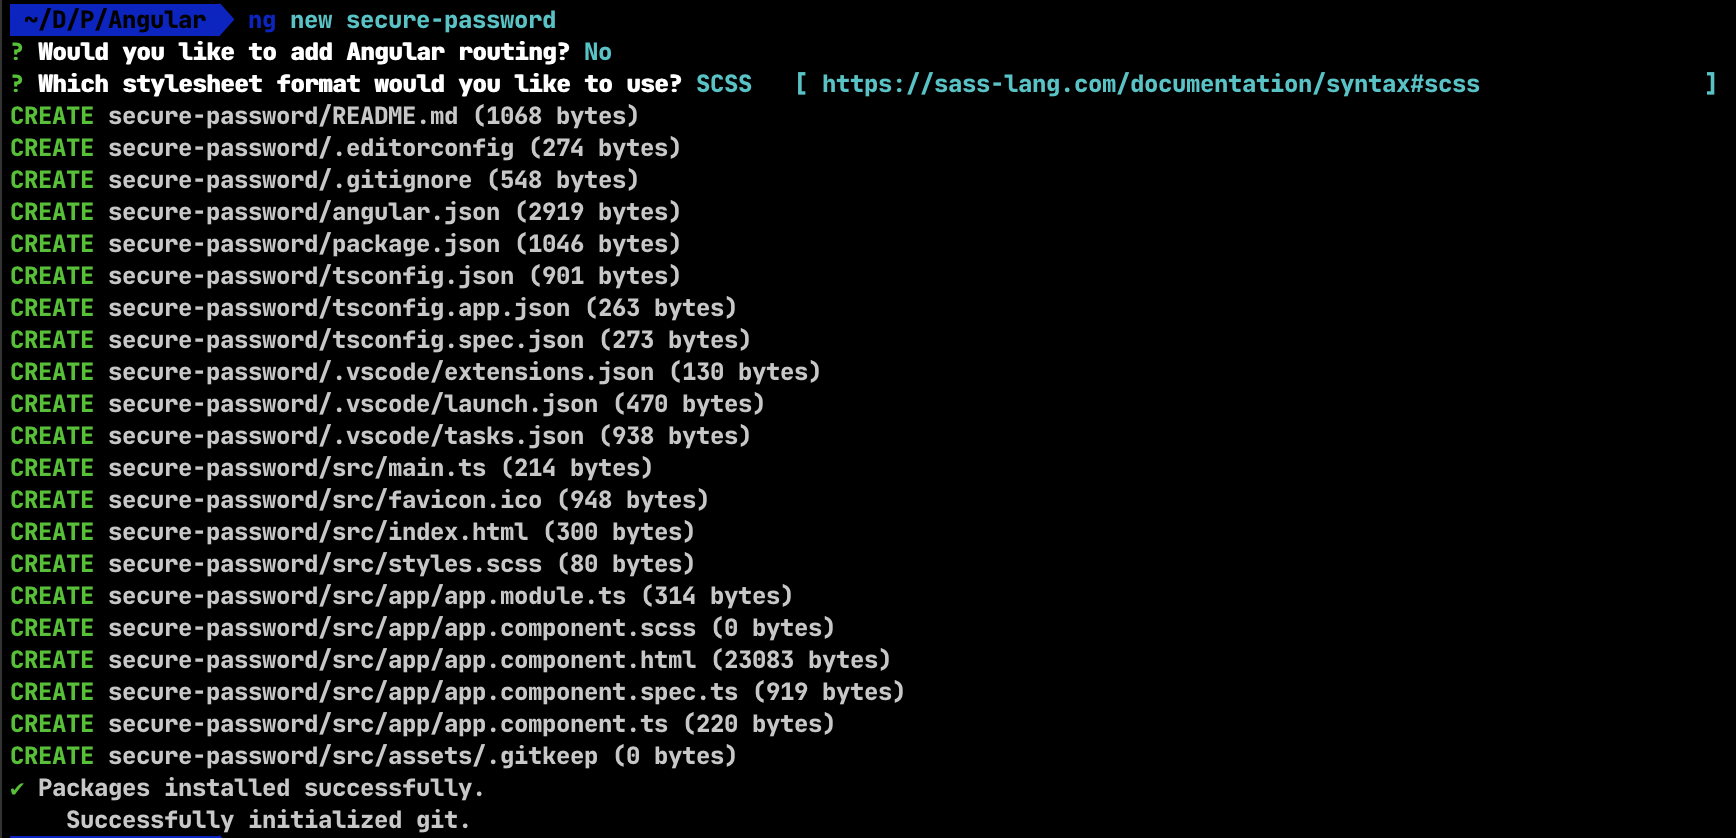 ~/D/P/Angular ng new secure-password
? Would you like to add Angular routing? No
? Which stylesheet format would you like to use? SCSS [ https://sass-lang.com/documentation/syntax#scss ]
CREATE secure-password/README.md (1068 bytes)
CREATE secure-password/.editorconfig (274 bytes)
CREATE secure-password/.gitignore (548 bytes)
CREATE secure-password/angular.json (2919 bytes)
CREATE secure-password/package.json (1046 bytes)
CREATE secure-password/tsconfig.json (901 bytes)
CREATE secure-password/tsconfig.app.json (263 bytes)
CREATE secure-password/tsconfig.spec.json (273 bytes)
CREATE secure-password/.vscode/extensions.json (130 bytes)
CREATE secure-password/.vscode/launch.json (470 bytes)
CREATE secure-password/.vscode/tasks.json (938 bytes)
CREATE secure-password/src/main.ts (214 bytes)
CREATE secure-password/src/favicon.ico (948 bytes)
CREATE secure-password/src/index.html (300 bytes)
CREATE secure-password/src/styles.scss (80 bytes)
CREATE secure-password/src/app/app.module.ts (314 bytes)
CREATE secure-password/src/app/app.component.scss (0 bytes)
CREATE secure-password/src/app/app.component.html (23083 bytes)
CREATE secure-password/src/app/app.component.spec.ts (919 bytes)
CREATE secure-password/src/app/app.component.ts (220 bytes)
CREATE secure-password/src/assets/.gitkeep (0 bytes)
✔ Packages installed successfully.
Successfully initialized git.